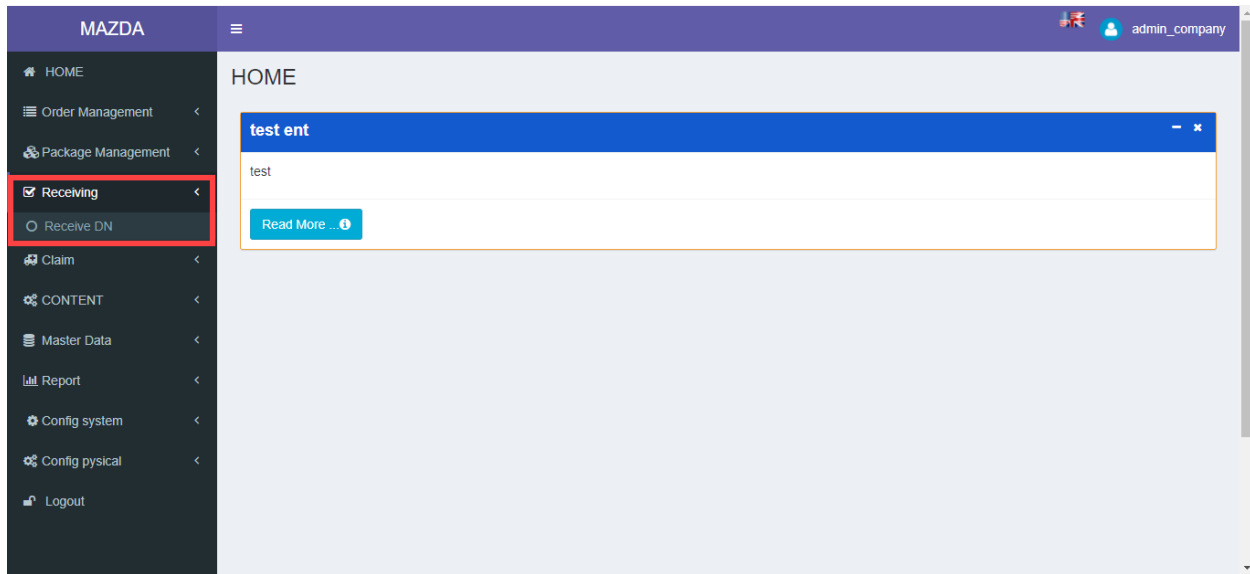 MAZDA
admin_company
HOME
Order Management
Package Management
Receiving
Receive DN
Claim
CONTENT
Master Data
Report
Config system
Config pysical
Logout
HOME
test ent
test
Read More ...